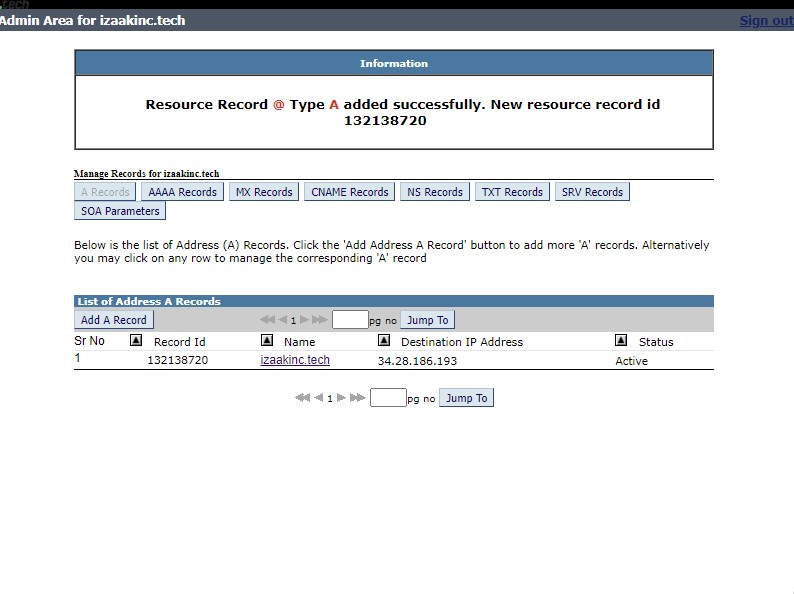 .tech
Admin Area for izaakinc.tech
Sign out
Information
Resource Record @ Type A added successfully. New resource record id
132138720
Manage Records for izaakinc.tech
A Records AAAA Records MX Records CNAME Records NS Records TXT Records SRV Records
SOA Parameters
Below is the list of Address (A) Records. Click the 'Add Address A Record' button to add more 'A' records. Alternatively
you may click on any row to manage the corresponding 'A' record
List of Address A Records
Add A Record 1 pg no Jump To
Sr No Record Id Name Destination IP Address Status
1 132138720 izaakinc.tech 34.28.186.193 Active
1 pg no Jump To